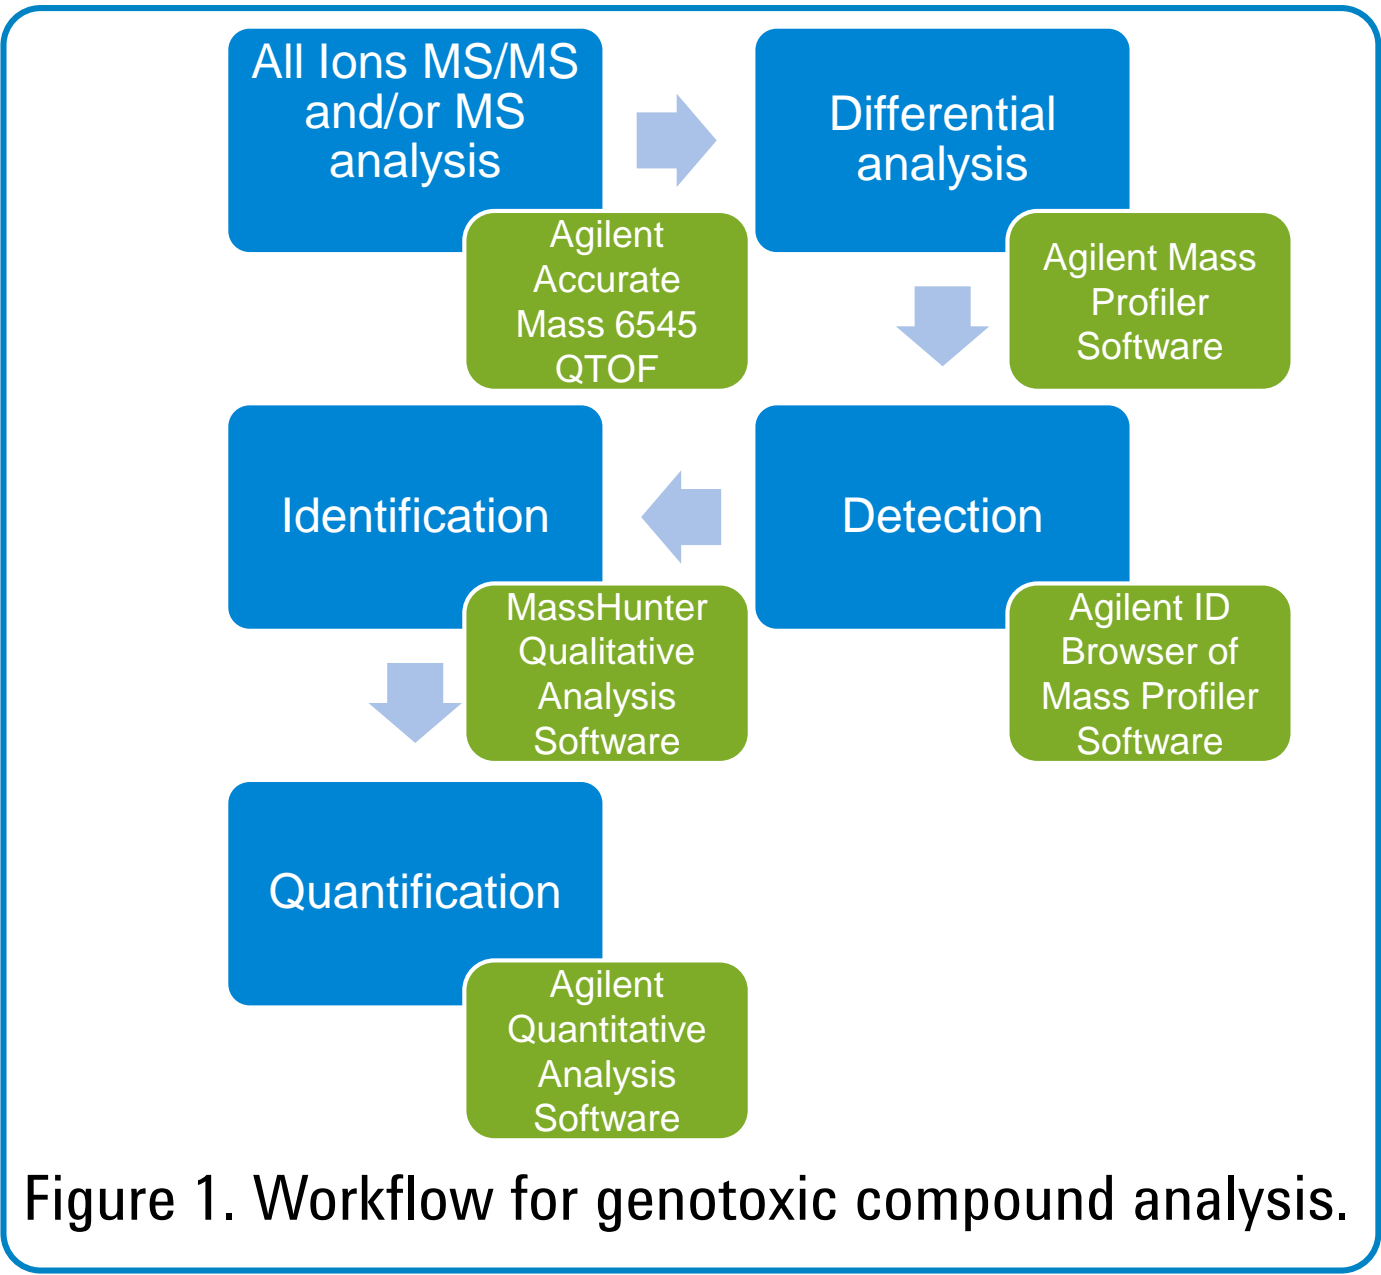 All Ions MS/MS
and/or MS
analysis
Agilent
Accurate
Mass 6545
QTOF
Differential
analysis
Agilent Mass
Profiler
Software
Detection
Agilent ID
Browser of
Mass Profiler
Software
Identification
MassHunter
Qualitative
Analysis
Software
Quantification
Agilent
Quantitative
Analysis
Software
Figure 1. Workflow for genotoxic compound analysis.